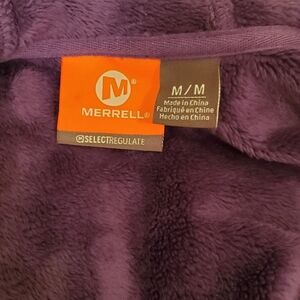 M
MERRELL®
M SELECTREGULATE
M/M
Made in China
Fabriqué en Chine
Hecho en China